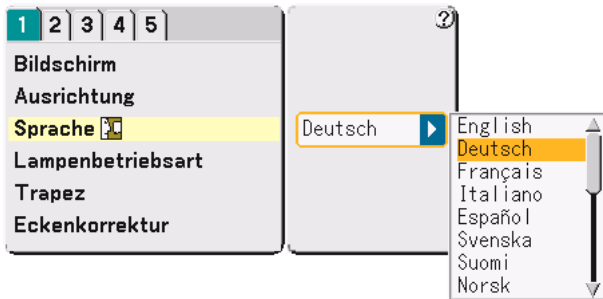 1 2 3 4 5
?
Bildschirm
Ausrichtung
Sprache
Lampenbetriebsart
Trapez
Eckenkorrektur
Deutsch
English
Deutsch
Français
Italiano
Español
Svenska
Suomi
Norsk